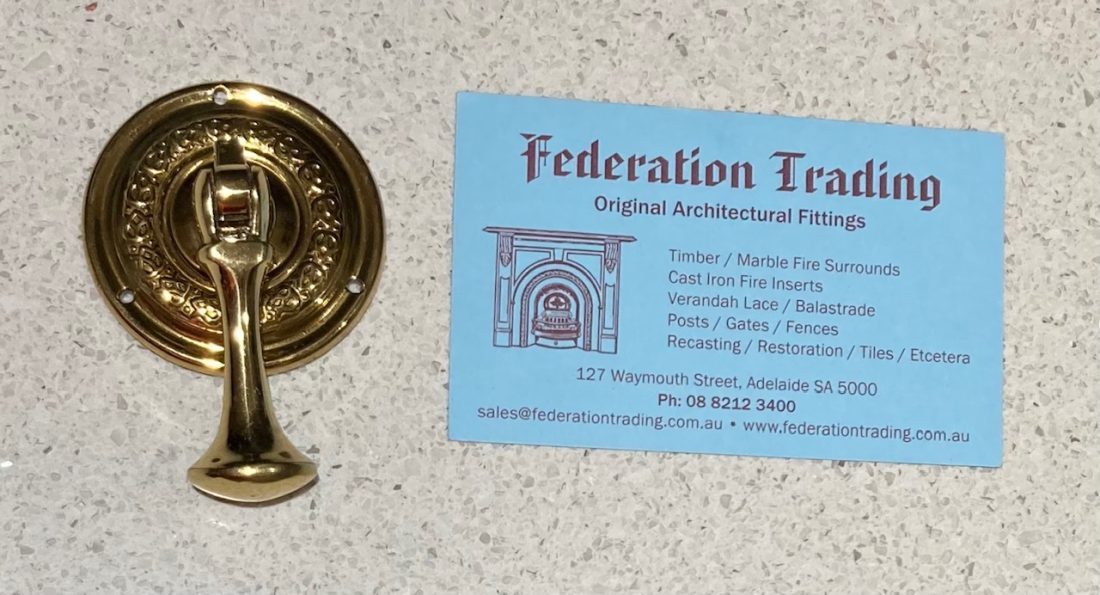 Federation Trading
Original Architectural Fittings
Timber / Marble Fire Surrounds
Cast Iron Fire Inserts
Verandah Lace / Balastrade
Posts / Gates / Fences
Recasting / Restoration / Tiles / Etcetera
127 Waymouth Street, Adelaide SA 5000
Ph: 08 8212 3400
sales@federationtrading.com.au • www.federationtrading.com.au